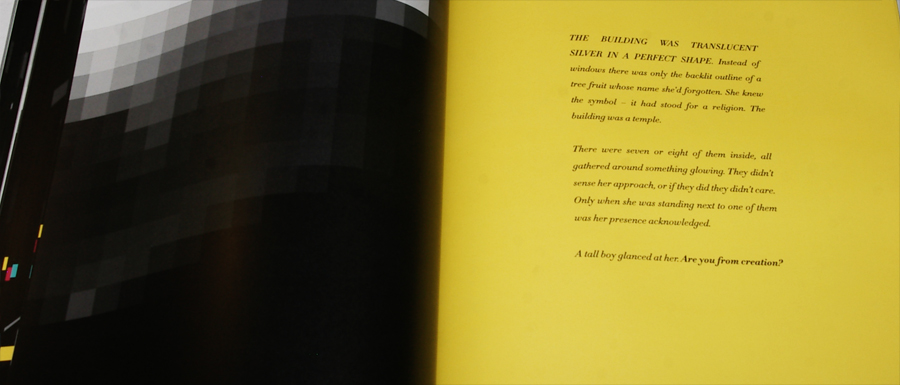 THE BUILDING WAS TRANSLUCENT
SILVER IN A PERFECT SHAPE. Instead of
windows there was only the backlit outline of a
tree fruit whose name she'd forgotten. She knew
the symbol – it had stood for a religion. The
building was a temple.
There were seven or eight of them inside, all
gathered around something glowing. They didn't
sense her approach, or if they did they didn't care.
Only when she was standing next to one of them
was her presence acknowledged.
A tall boy glanced at her. Are you from creation?